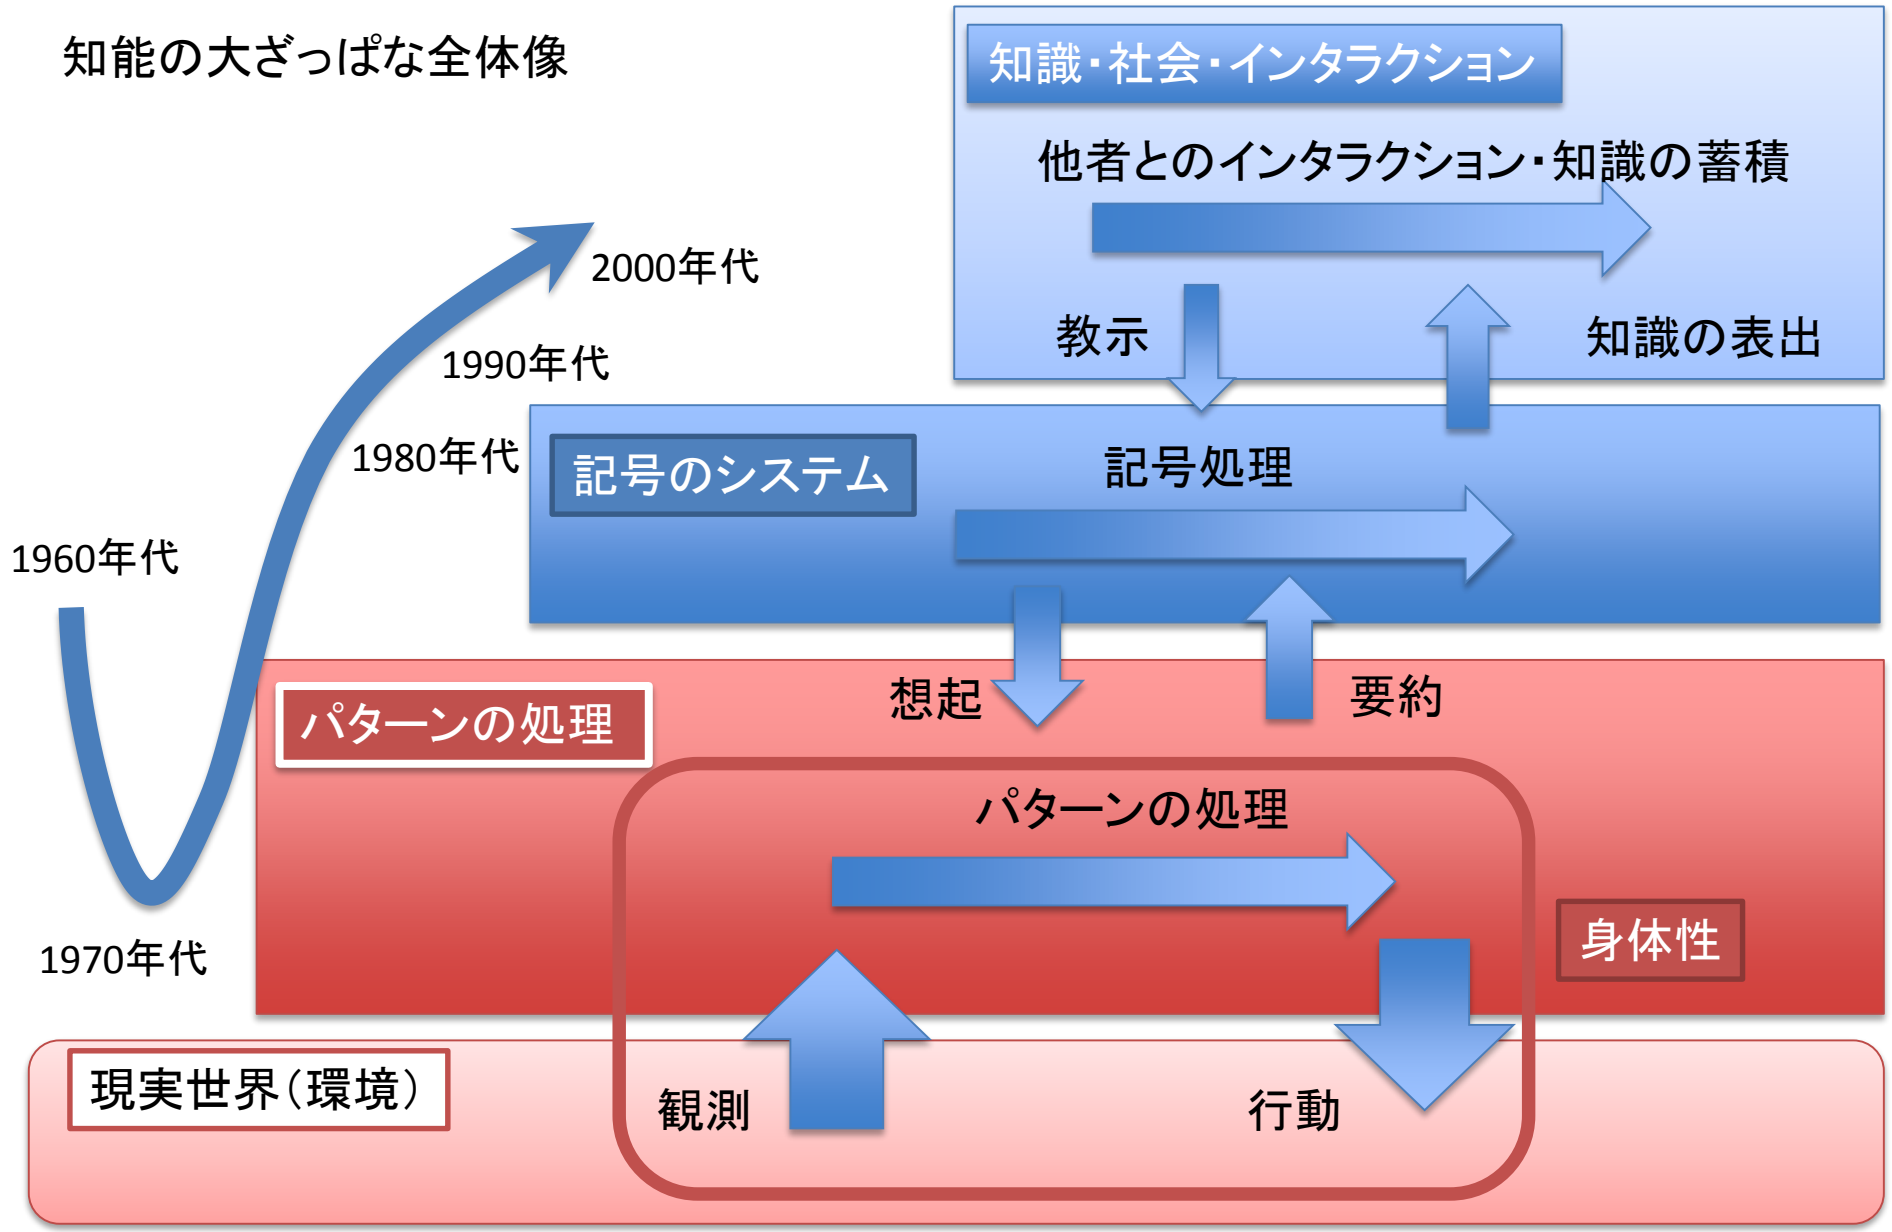 知能の大ざっぱな全体像
知識・社会・インタラクション
他者とのインタラクション・知識の蓄積
2000年代
教示
知識の表出
1990年代
1980年代
記号のシステム
記号処理
1960年代
想起
要約
パターンの処理
パターンの処理
身体性
1970年代
現実世界(環境)
観測
行動